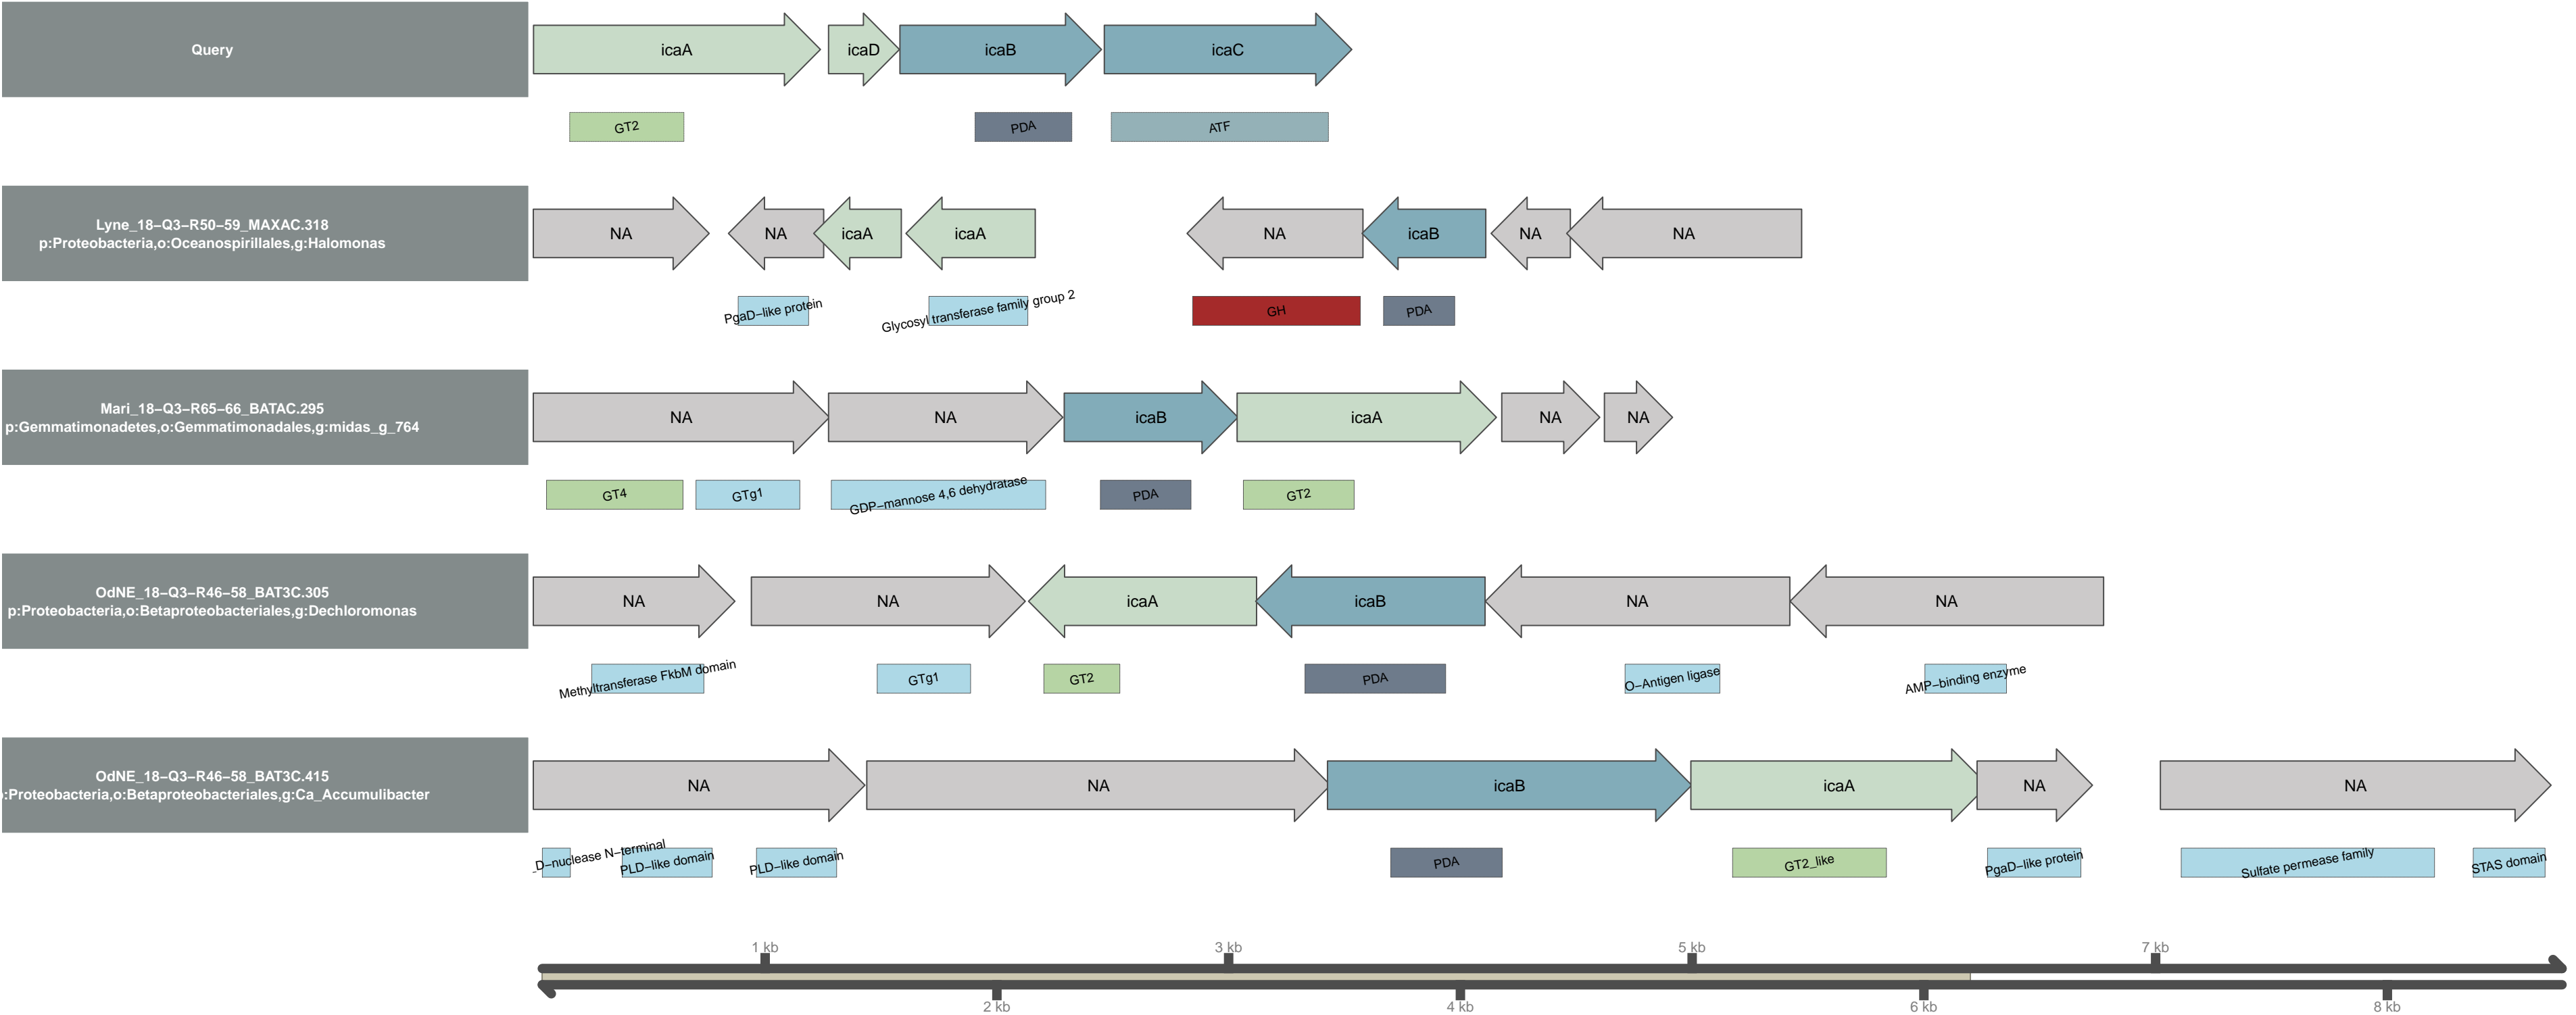 Query
icaA
icaD
icaB
icaC
GT2
PDA
ATF
Lyne_18−Q3−R50−59_MAXAC.318
p:Proteobacteria,o:Oceanospirillales,g:Halomonas
NA
NA
icaA
icaA
NA
icaB
NA
NA
PgaD−like protein
Glycosyl transferase family group 2
GH
PDA
Mari_18−Q3−R65−66_BATAC.295
p:Gemmatimonadetes,o:Gemmatimonadales,g:midas_g_764
NA
NA
icaB
icaA
NA
NA
GT4
GTg1
GDP−mannose 4,6 dehydratase
PDA
GT2
OdNE_18−Q3−R46−58_BAT3C.305
p:Proteobacteria,o:Betaproteobacteriales,g:Dechloromonas
NA
NA
icaA
icaB
NA
NA
Methyltransferase FkbM domain
GTg1
GT2
PDA
O−Antigen ligase
AMP−binding enzyme
OdNE_18−Q3−R46−58_BAT3C.415
:Proteobacteria,o:Betaproteobacteriales,g:Ca_Accumulibacter
NA
NA
icaB
icaA
NA
NA
_D−nuclease N−terminal
PLD−like domain
PLD−like domain
PDA
GT2_like
PgaD−like protein
Sulfate permease family
STAS domain
1 kb
3 kb
5 kb
7 kb
2 kb
4 kb
6 kb
8 kb